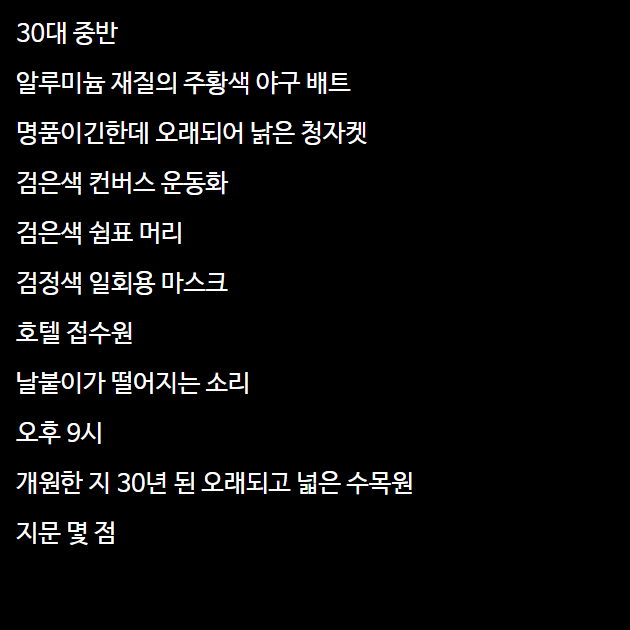 30대 중반
알루미늄 재질의 주황색 야구 배트
명품이긴한데 오래되어 낡은 청자켓
검은색 컨버스 운동화
검은색 쉼표 머리
검정색 일회용 마스크
호텔 접수원
날붙이가 떨어지는 소리
오후 9시
개원한 지 30년 된 오래되고 넓은 수목원
지문 몇 점